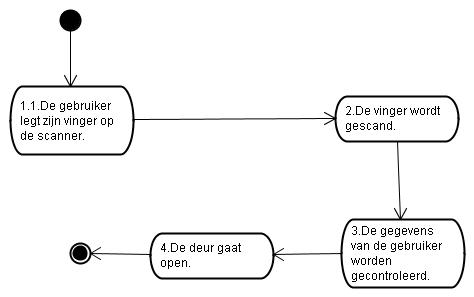 1.1.De gebruiker
legt zijn vinger op
de scanner.
2.De vinger wordt
gescand.
3.De gegevens
van de gebruiker
worden
gecontroleerd.
4.De deur gaat
open.